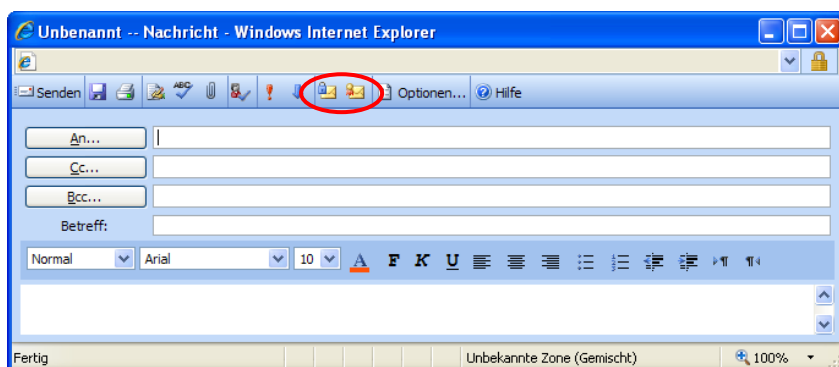 Unbenannt -- Nachricht - Windows Internet Explorer
Senden ABC Optionen... Hilfe
An...
Cc...
Bcc...
Betreff:
Normal Arial 10 A F K U
Fertig Unbekannte Zone (Gemischt) 100%